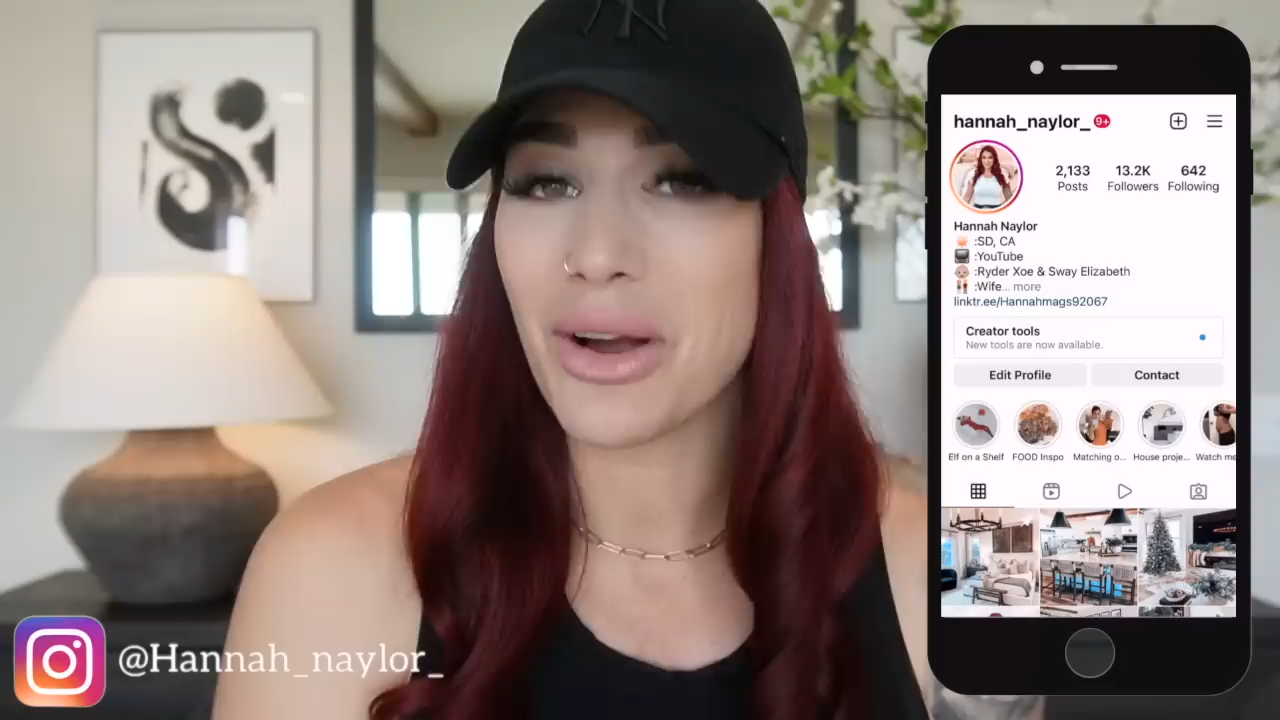 NY
hannah_naylor_ 9+
2,133 13.2K 642
Posts Followers Following
Hannah Naylor
:SD, CA
:YouTube
:Ryder Xoe & Sway Elizabeth
:Wife... more
linktr.ee/Hannahmags92067
Creator tools
New tools are now available.
Edit Profile Contact
Elf on a Shelf FOOD Inspo Matching o... House proje... Watch me
@Hannah_naylor_